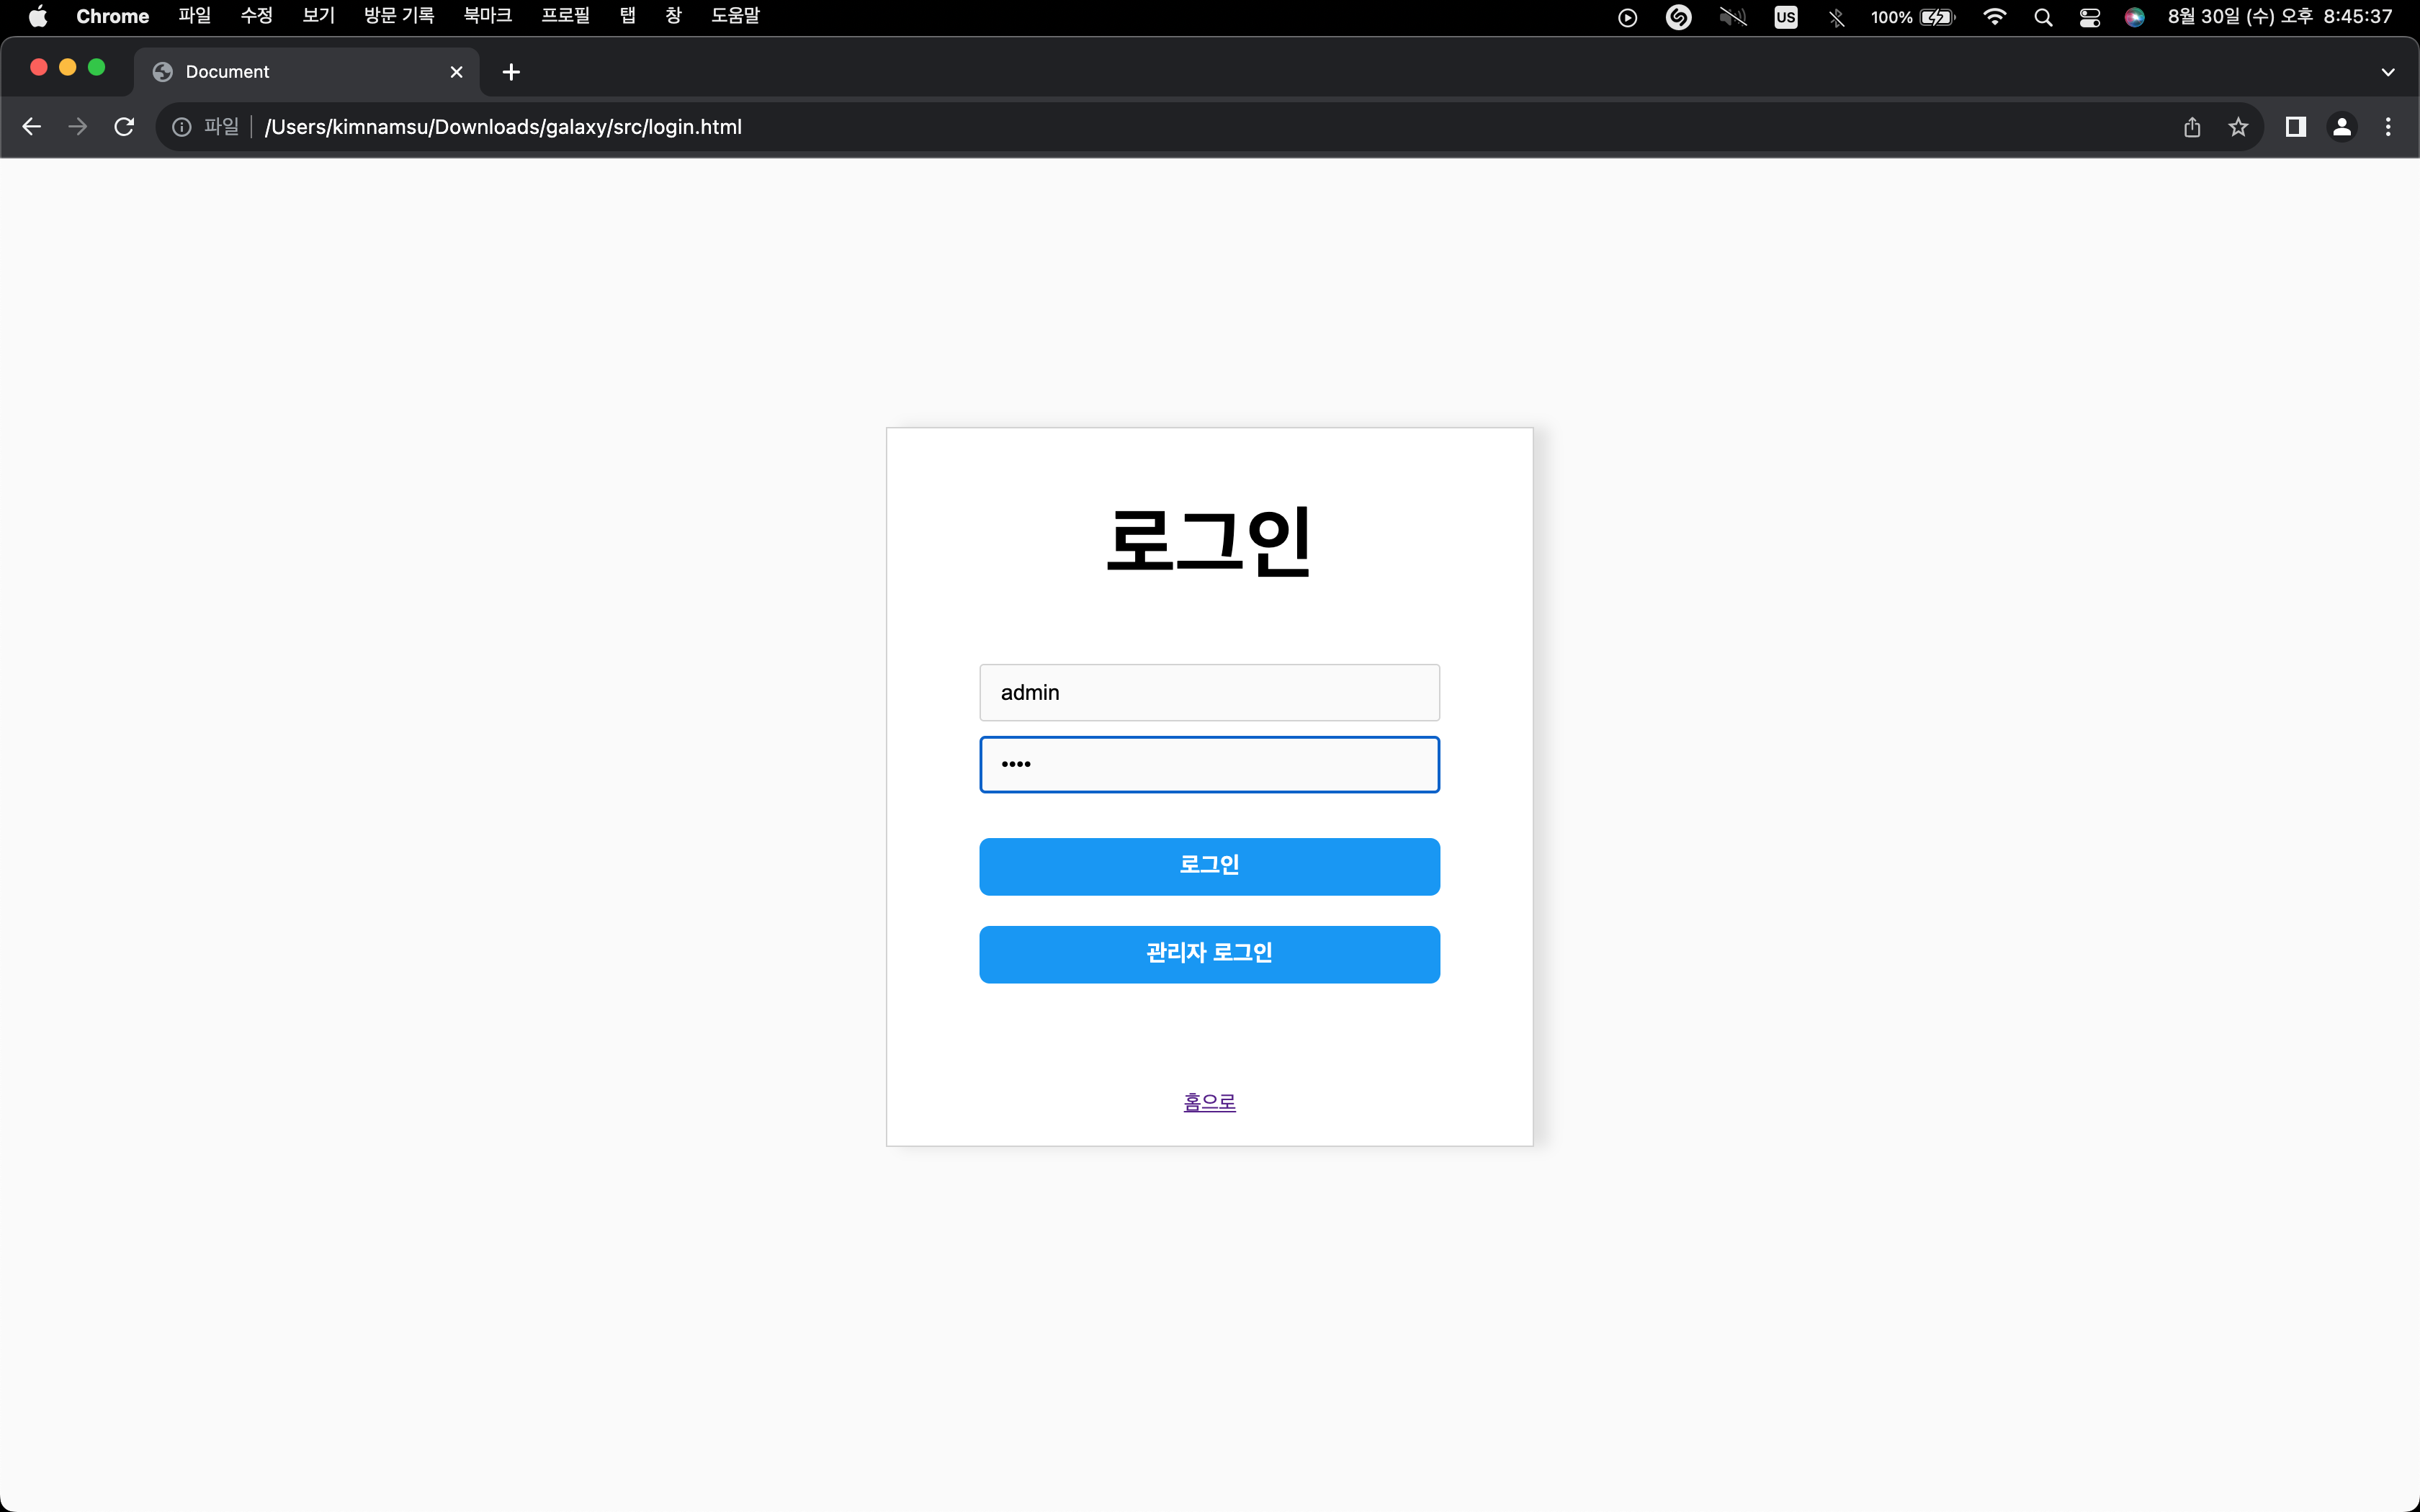 Chrome 파일 수정 보기 방문 기록 북마크 프로필 탭 창 도움말 US 100% 8월 30일 (수) 오후 8:45:37
Document
파일 /Users/kimnamsu/Downloads/galaxy/src/login.html
로그인
admin
••••
로그인
관리자 로그인
홈으로